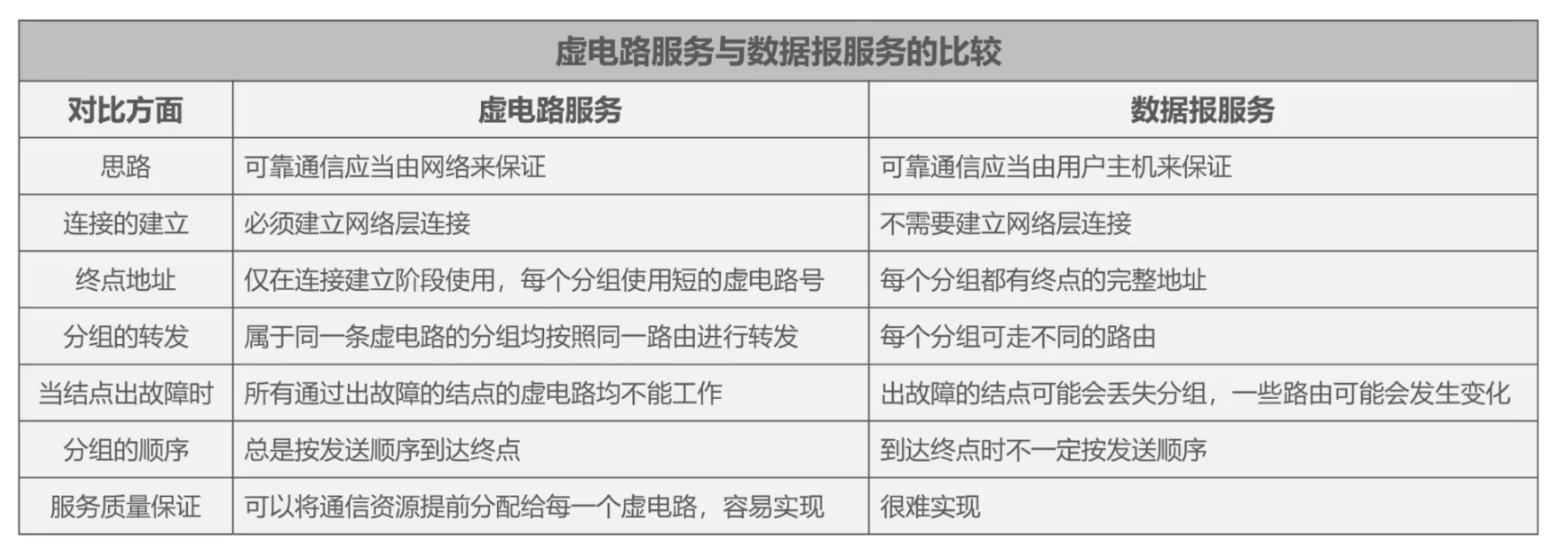 虚电路服务与数据报服务的比较
对比方面 虚电路服务 数据报服务
思路 可靠通信应当由网络来保证 可靠通信应当由用户主机来保证
连接的建立 必须建立网络层连接 不需要建立网络层连接
终点地址 仅在连接建立阶段使用，每个分组使用短的虚电路号 每个分组都有终点的完整地址
分组的转发 属于同一条虚电路的分组均按照同一路由进行转发 每个分组可走不同的路由
当结点出故障时 所有通过出故障的结点的虚电路均不能工作 出故障的结点可能会丢失分组，一些路由可能会发生变化
分组的顺序 总是按发送顺序到达终点 到达终点时不一定按发送顺序
服务质量保证 可以将通信资源提前分配给每一个虚电路，容易实现 很难实现